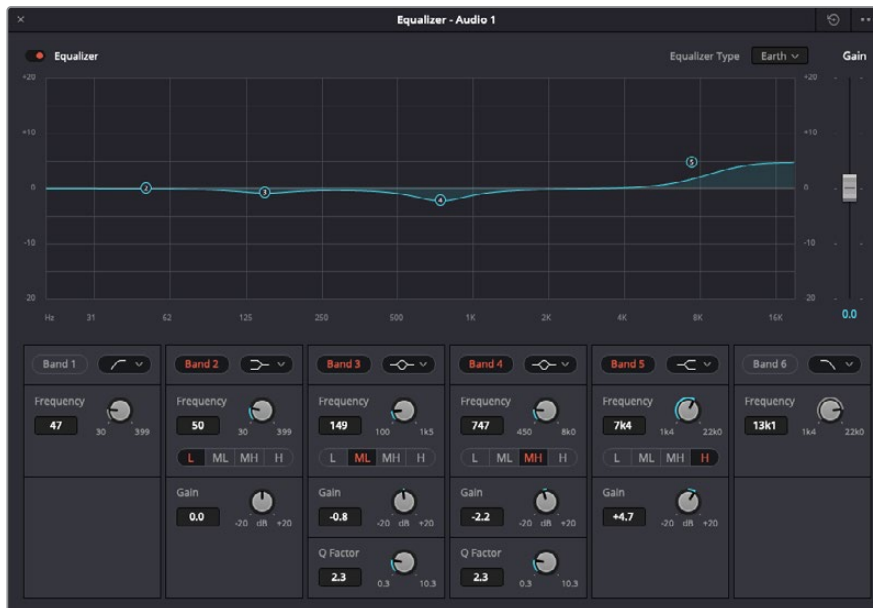 Equalizer - Audio 1
Equalizer Equalizer Type Earth Gain
+20 +20
+10 +10
5
0 2 3 4 0
-10 -10
20 20
Hz 31 62 125 250 500 1K 2K 4K 8K 16K 0.0
Band 1 Band 2 Band 3 Band 4 Band 5 Band 6
Frequency Frequency Frequency Frequency Frequency Frequency
47 50 149 747 7k4 13k1
30 399 30 399 100 1k5 450 8k0 1k4 22k0 1k4 22k0
L ML MH H L ML MH H L ML MH H L ML MH H
Gain Gain Gain Gain
0.0 -0.8 -2.2 +4.7
-20 dB +20 -20 dB +20 -20 dB +20 -20 dB +20
Q Factor Q Factor
2.3 2.3
0.3 10.3 0.3 10.3